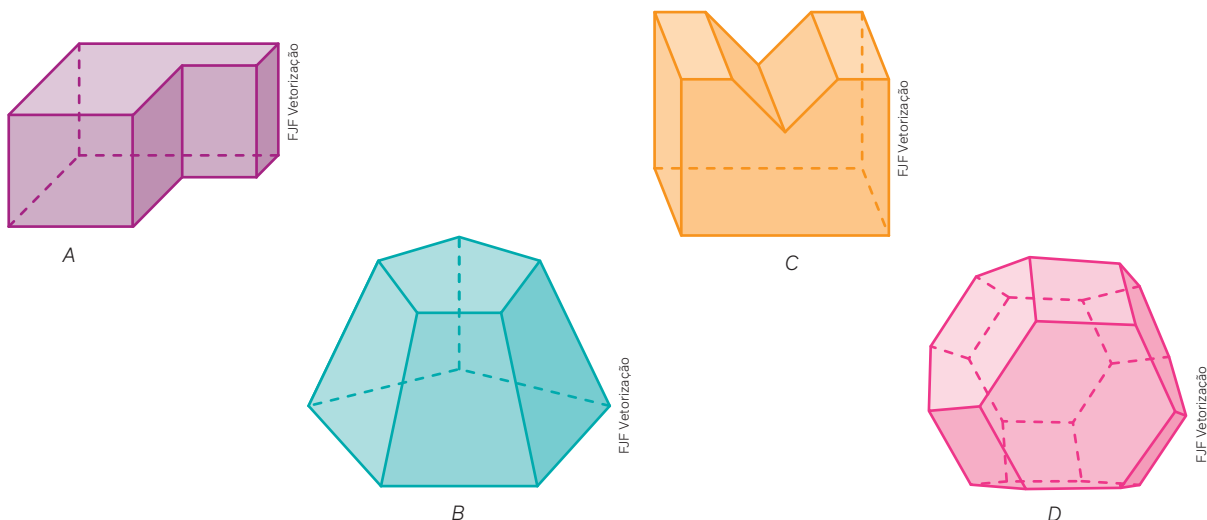 FJF Vetorização
A
FJF Vetorização
B
FJF Vetorização
C
FJF Vetorização
D